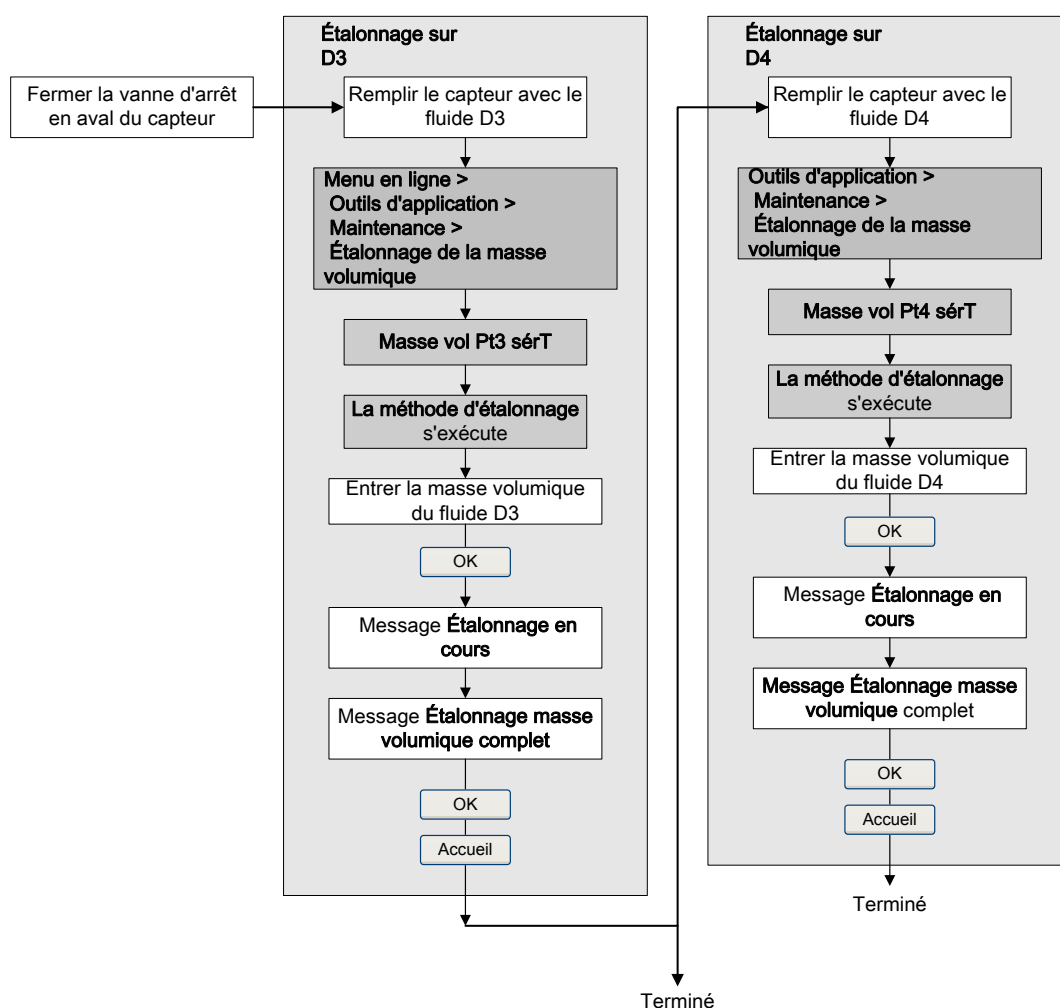 Fermer la vanne d'arrêt
en aval du capteur
Étalonnage sur
D3
Remplir le capteur avec le
fluide D3
Menu en ligne >
Outils d'application >
Maintenance >
Étalonnage de la masse
volumique
Masse vol Pt3 sérT
La méthode d'étalonnage
s'exécute
Entrer la masse volumique
du fluide D3
OK
Message Étalonnage en
cours
Message Étalonnage masse
volumique complet
OK
Accueil
Étalonnage sur
D4
Remplir le capteur avec le
fluide D4
Outils d'application >
Maintenance >
Étalonnage de la masse
volumique
Masse vol Pt4 sérT
La méthode d'étalonnage
s'exécute
Entrer la masse volumique
du fluide D4
OK
Message Étalonnage en
cours
Message Étalonnage masse
volumique complet
OK
Accueil
Terminé
Terminé